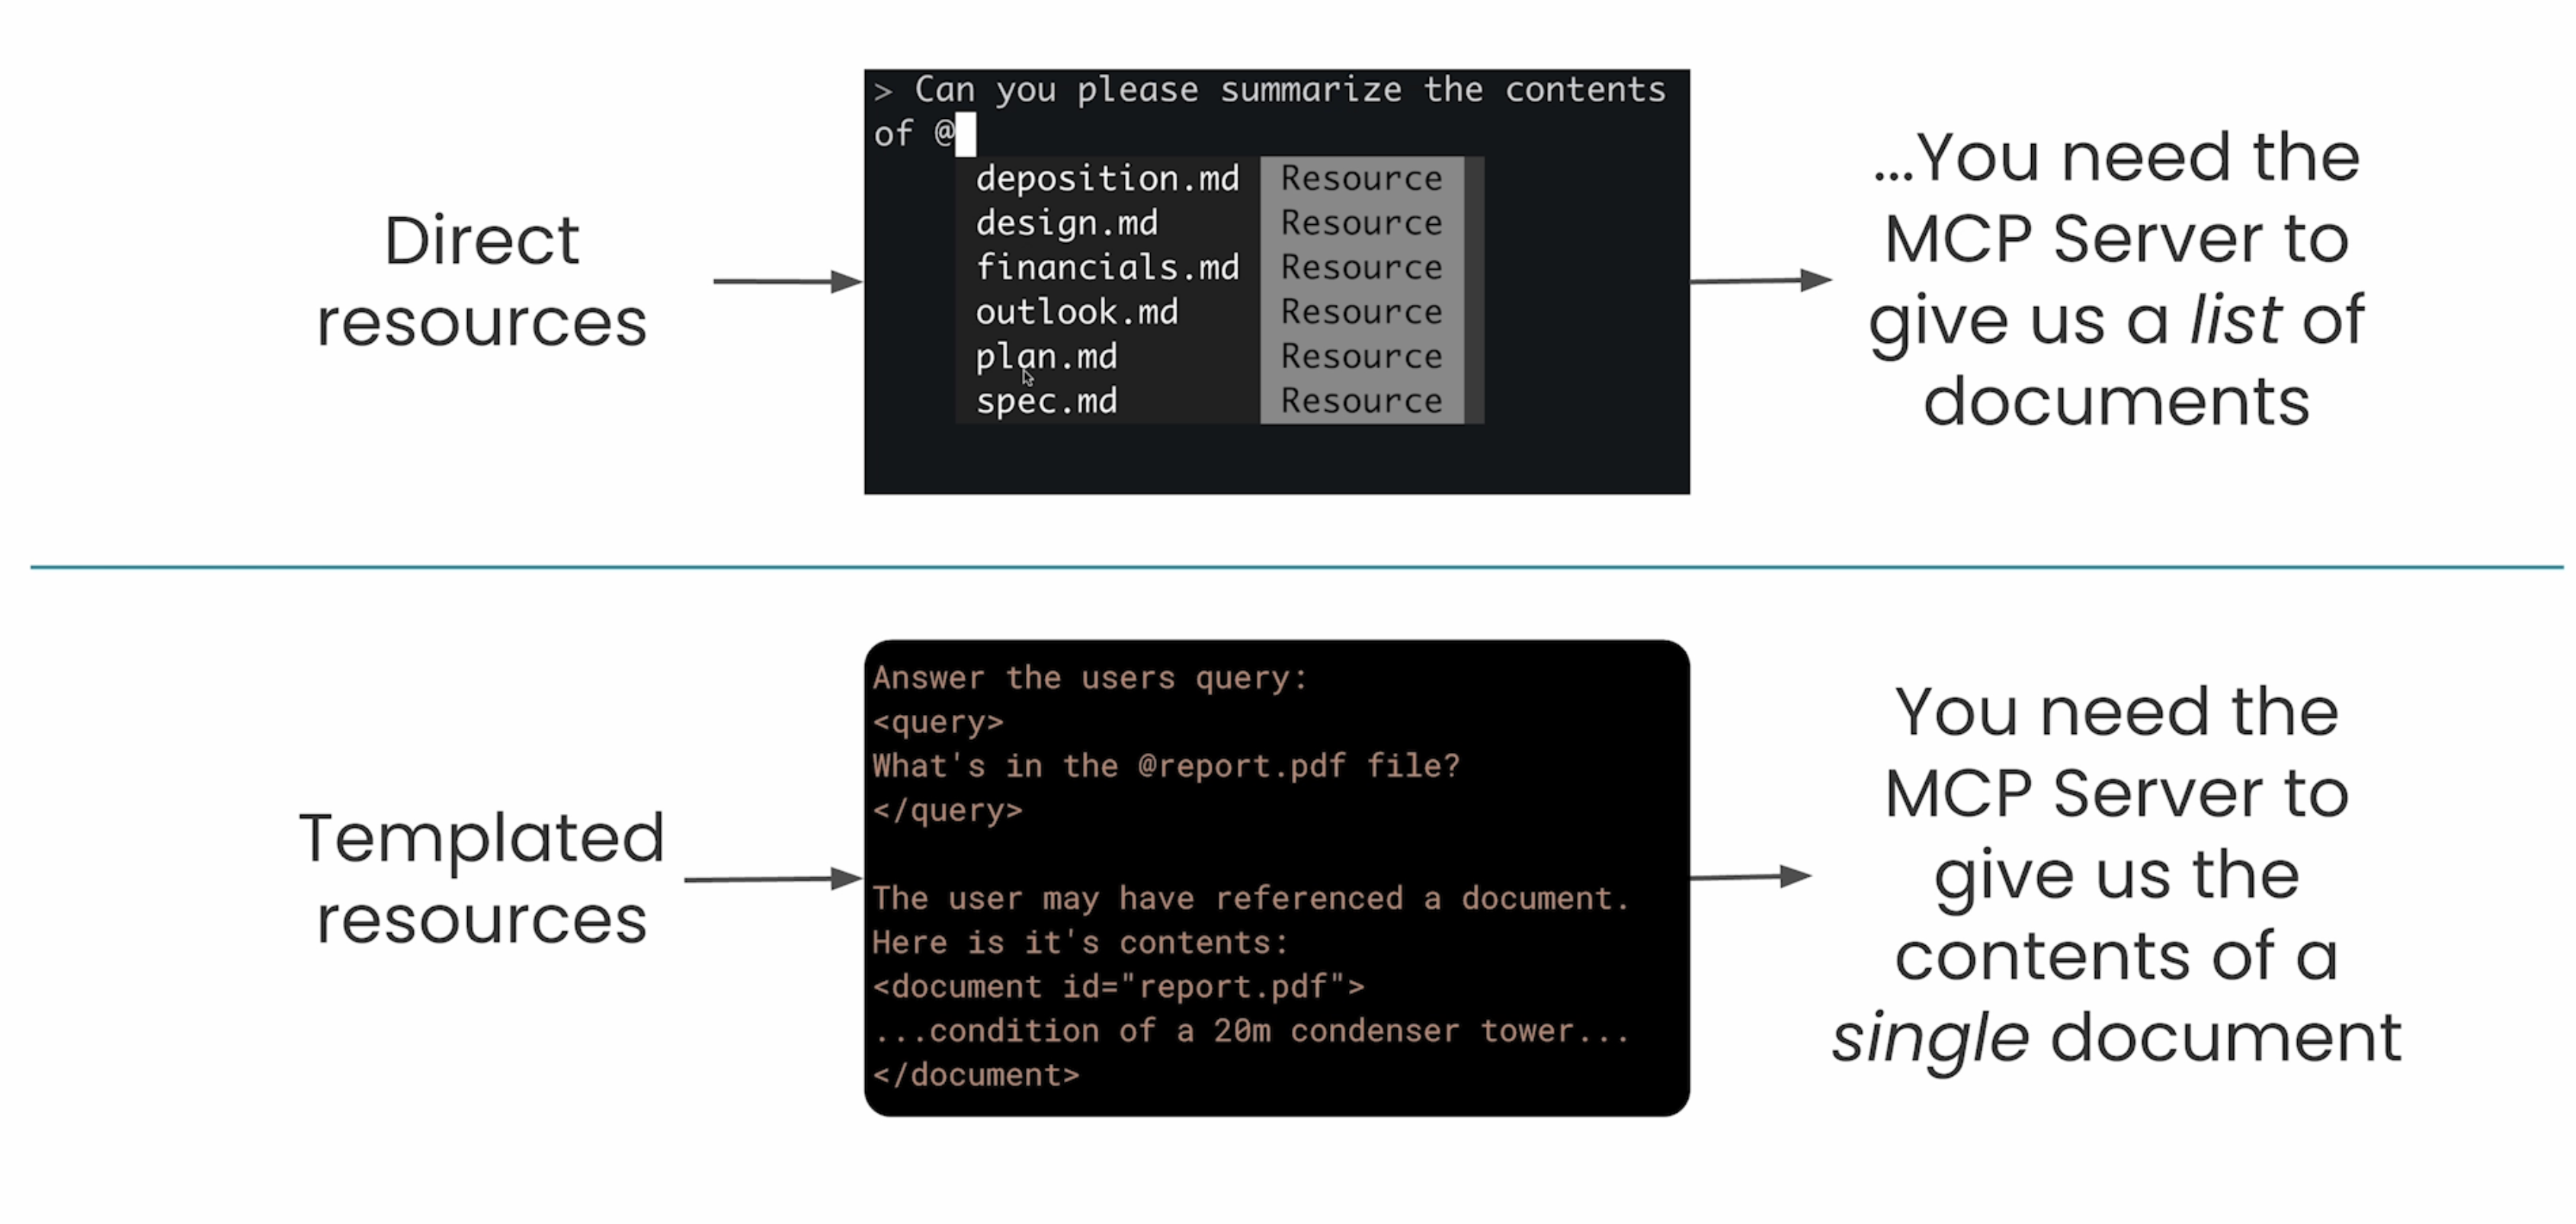 Direct
resources
> Can you please summarize the contents
of @
deposition.md Resource
design.md Resource
financials.md Resource
outlook.md Resource
plan.md Resource
spec.md Resource
...You need the
MCP Server to
give us a list of
documents
Templated
resources
Answer the users query:
<query>
What's in the @report.pdf file?
</query>
The user may have referenced a document.
Here is it's contents:
<document id="report.pdf">
...condition of a 20m condenser tower...
</document>
You need the
MCP Server to
give us the
contents of a
single document